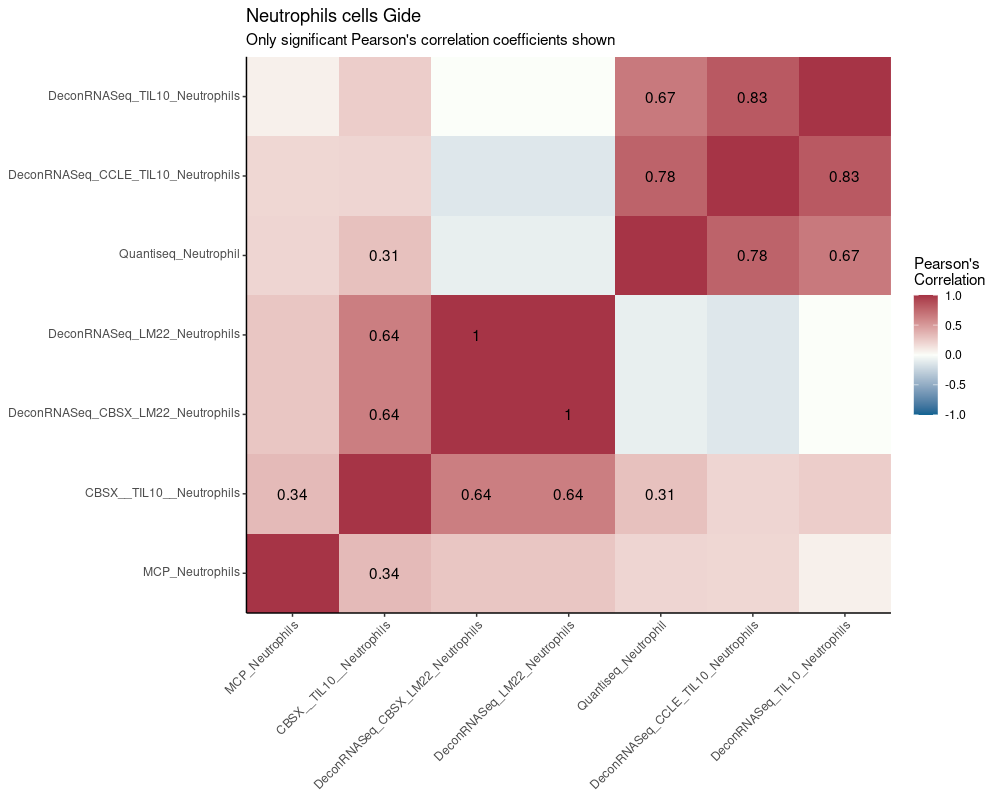 Neutrophils cells Gide
Only significant Pearson's correlation coefficients shown
DeconRNASeq_TIL10_Neutrophils
0.67
0.83
DeconRNASeq_CCLE_TIL10_Neutrophils
0.78
0.83
Quantiseq_Neutrophil
0.31
0.78
0.67
DeconRNASeq_LM22_Neutrophils
0.64
1
DeconRNASeq_CBSX_LM22_Neutrophils
0.64
1
CBSX__TIL10__Neutrophils
0.34
0.64
0.64
0.31
MCP_Neutrophils
0.34
MCP_Neutrophils
CBSX__TIL10__Neutrophils
DeconRNASeq_CBSX_LM22_Neutrophils
DeconRNASeq_LM22_Neutrophils
Quantiseq_Neutrophil
DeconRNASeq_CCLE_TIL10_Neutrophils
DeconRNASeq_TIL10_Neutrophils
Pearson's
Correlation
1.0
0.5
0.0
-0.5
-1.0